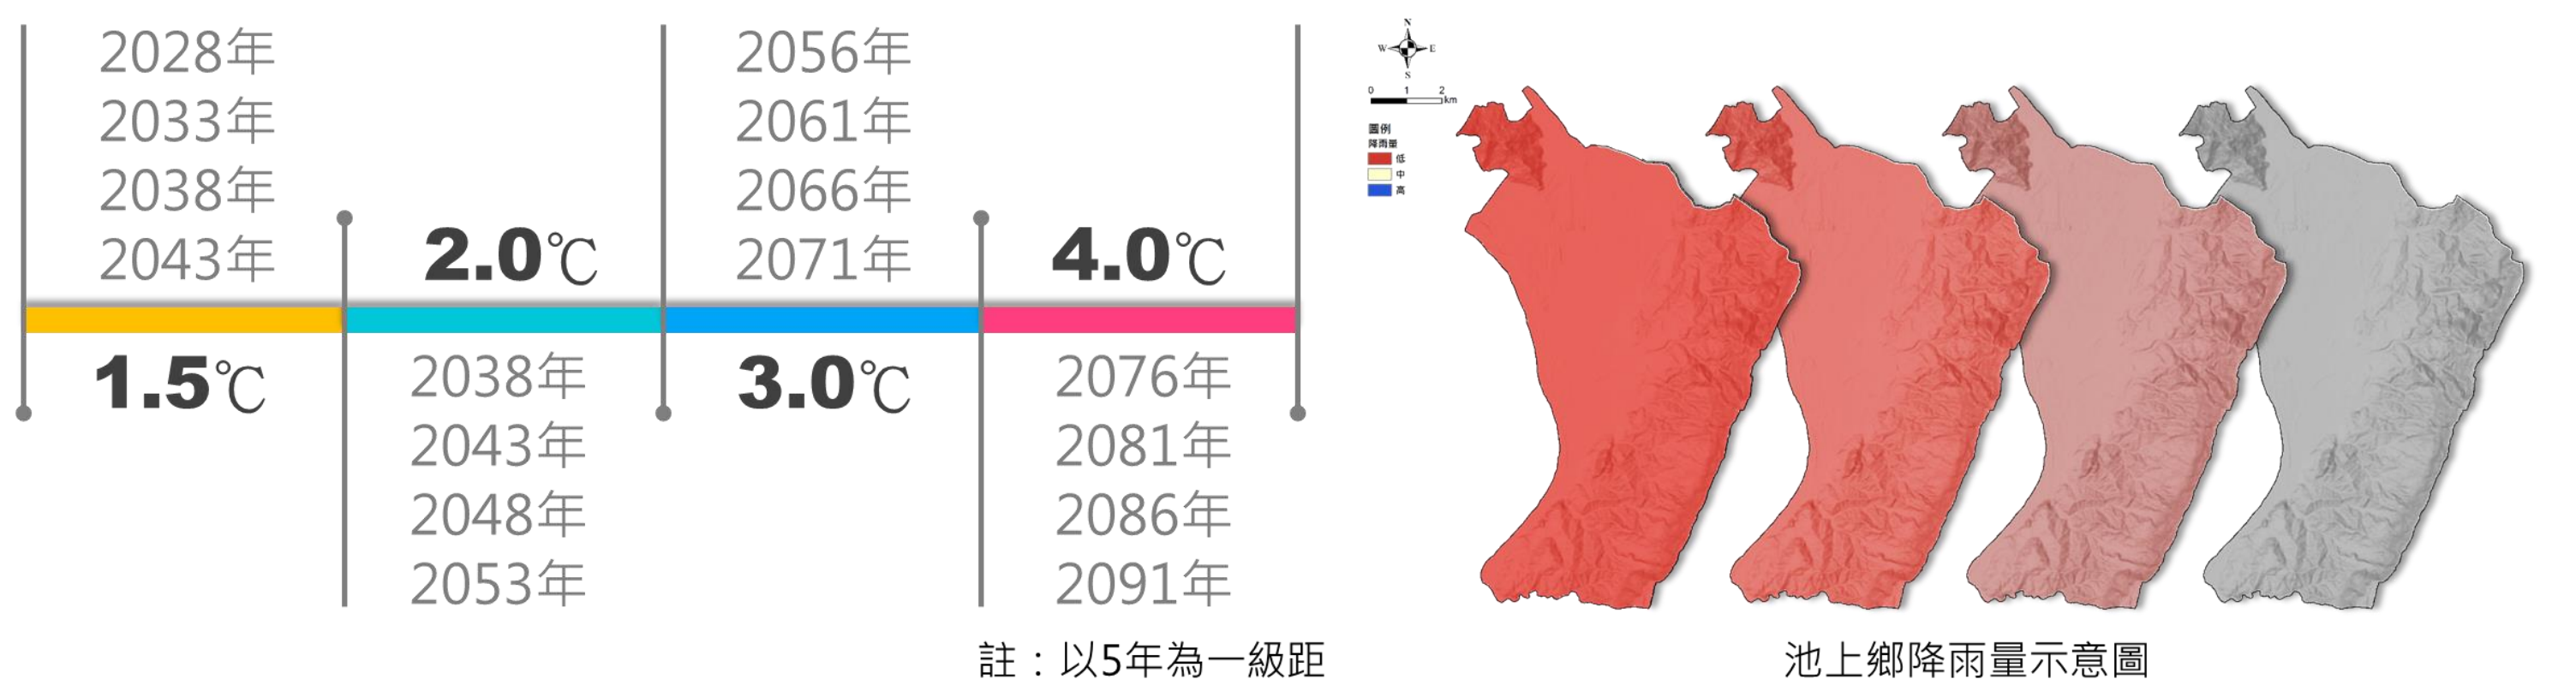 2028年
2033年
2038年
2043年
1.5℃
2.0℃
2038年
2043年
2048年
2053年
2056年
2061年
2066年
2071年
3.0℃
4.0℃
2076年
2081年
2086年
2091年
註：以5年為一級距
N
W E
S
0 1 2
km
圖例
降雨量
低
中
高
池上鄉降雨量示意圖